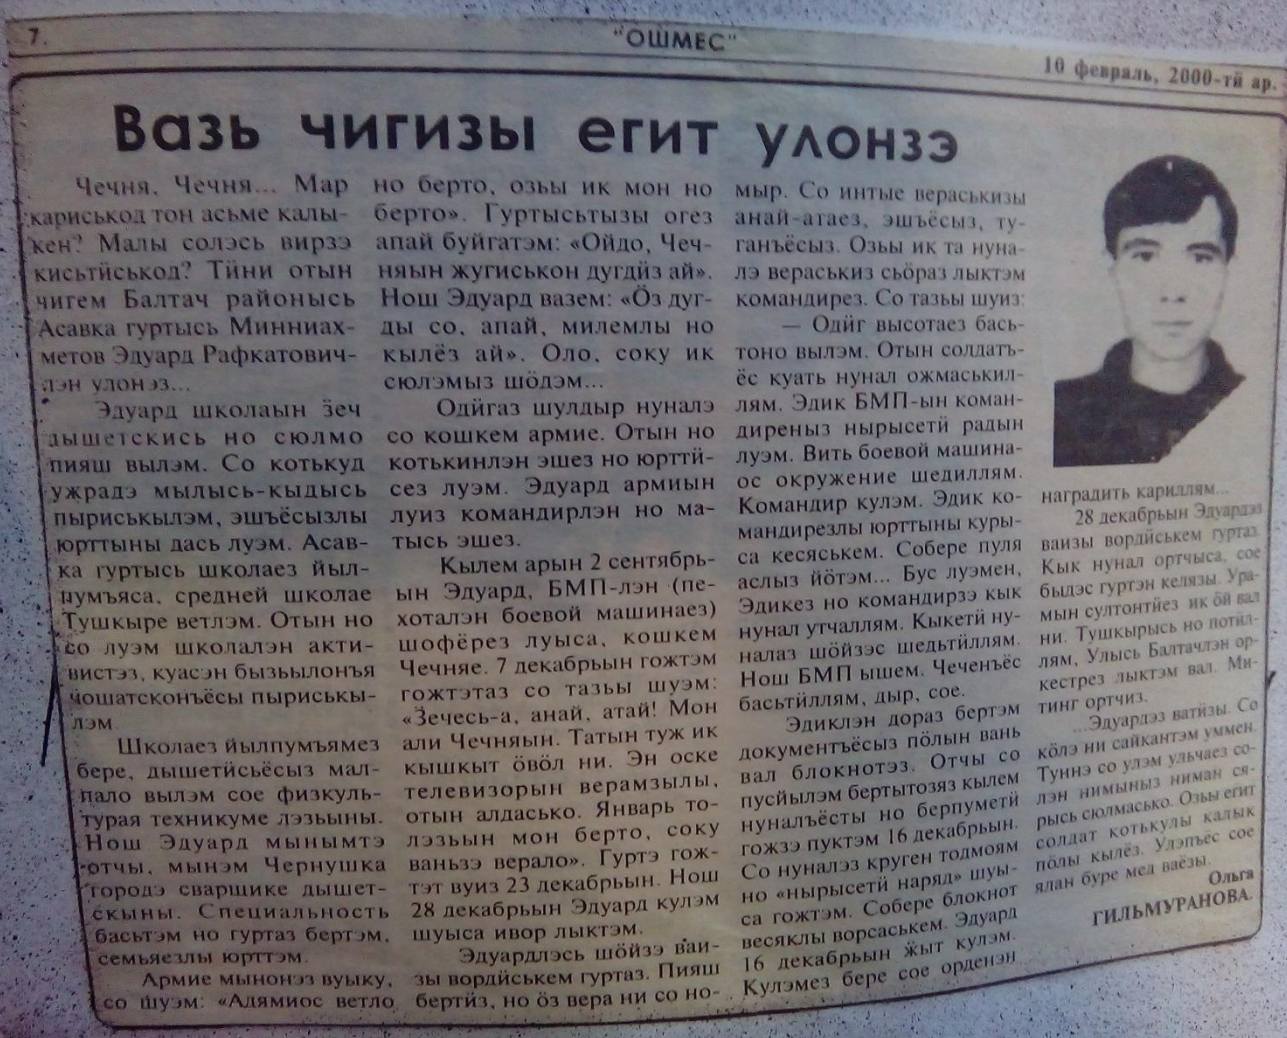 7.
"ОШМЕС"
10 февраль, 2000-тӥ ар.
Вазь чигизы егит улонзэ
Чечня, Чечня... Мар
кариськод тон асьме калы-
кен? Малы солэсь вирзэ
кисьтӥськод? Тӥни отын
чигем Балтач районысь
Асавка гуртысь Минниах-
метов Эдуард Рафкатович-
лэн улонэз...
Эдуард школаын ӟеч
дышетскись но сюлмо
пияш вылэм. Со котькуд
ужрадэ мылысь-кыдысь
пыриськылэм, эшъёсызлы
юрттыны дась луэм. Асав-
ка гуртысь школаез йыл-
пумъяса, средней школае
Тушкыре ветлэм. Отын но
со луэм школалэн акти-
вистэз, куасэн бызьылонъя
чошатсконъёсы пыриськы-
лэм.
Школаез йылпумъямез
бере, дышетӥсьёсыз мал-
пало вылэм сое физкуль-
турая техникуме лэзьыны.
Нош Эдуард мынымтэ
отчы, мынэм Чернушка
городэ сварщике дышет-
скыны. Специальность
басьтэм но гуртаз бертэм,
семьяезлы юрттэм.
Армие мынонэз вуыку,
со шуэм: «Адямиос ветло
но берто, озьы ик мон но
берто». Гуртысьтызы огез
апай буйгатэм: «Ойдо, Чеч-
няын жугиськон дугдӥз ай».
Нош Эдуард вазем: «Ӧз дуг-
ды со, апай, милемлы но
кылёз ай». Оло, соку ик
сюлэмыз шӧдэм...
Одӥгаз шулдыр нуналэ
со кошкем армие. Отын но
котькинлэн эшез но юрттӥ-
сез луэм. Эдуард армиын
луиз командирлэн но ма-
тысь эшез.
Кылем арын 2 сентябрь-
ын Эдуард, БМП-лэн (пе-
хоталэн боевой машинаез)
шофёрез луыса, кошкем
Чечняе. 7 декабрьын гожтэм
гожтэтаз со тазьы шуэм:
«Ӟечесь-а, анай, атай! Мон
али Чечняын. Татын туж ик
кышкыт ӧвӧл ни. Эн оске
телевизорын верамзылы,
отын алдасько. Январь то-
лэзьын мон берто, соку
ваньзэ верало». Гуртэ гож-
тэт вуиз 23 декабрьын. Нош
28 декабрьын Эдуард кулэм
шуыса ивор лыктэм.
Эдуардлэсь шӧйзэ ваи-
зы вордӥськем гуртаз. Пияш
бертӥз, но ӧз вера ни со но-
мыр. Со интые вераськизы
анай-атаез, эшъёсыз, ту-
ганъёсыз. Озьы ик та нуна-
лэ вераськиз сьӧраз лыктэм
командирез. Со тазьы шуиз:
— Одӥг высотаез бась-
тоно вылэм. Отын солдатъ-
ёс куать нунал ожмаськил-
лям. Эдик БМП-ын коман-
диреныз нырысетӥ радын
луэм. Вить боевой машина-
ос окружение шедиллям.
Командир кулэм. Эдик ко-
мандирезлы юрттыны куры-
са кесяськем. Собере пуля
аслыз йӧтэм... Бус луэмен,
Эдикез но командирзэ кык
нунал утчаллям. Кыкетӥ ну-
налаз шӧйзэс шедьтӥллям.
Нош БМП ышем. Чеченъёс
басьтӥллям, дыр, сое.
Эдиклэн дораз бертэм
документъёсыз пӧлын вань
вал блокнотэз. Отчы со
пусйылэм бертытозяз кылем
нуналъёсты но берпуметӥ
гожзэ пуктэм 16 декабрьын.
Со нуналэз круген тодмоям
но «нырысетӥ наряд» шуы-
са гожтэм. Собере блокнот
весяклы ворсаськем. Эдуард
16 декабрьын ӝыт кулэм.
Кулэмез бере сое орденэн
наградить кариллям...
28 декабрьын Эдуардэз
ваизы вордӥськем гуртаз.
Кык нунал ортчыса, сое
быдэс гуртэн келязы. Ура-
мын султонтӥез ик ӧй вал
ни. Тушкырысь но потӥл-
лям, Улысь Балтачлэн ор-
кестрез лыктэм вал. Ми-
тинг ортчиз.
...Эдуардэз ватӥзы. Со
кӧлэ ни сайкантэм уммен.
Туннэ со улэм ульчаез со-
лэн нимыныз ниман ся-
рысь сюлмасько. Озьы егит
солдат котькулы калык
пӧлы кылёз. Улэпъёс сое
ялан буре мед ваёзы.
Ольга
ГИЛЬМУРАНОВА.